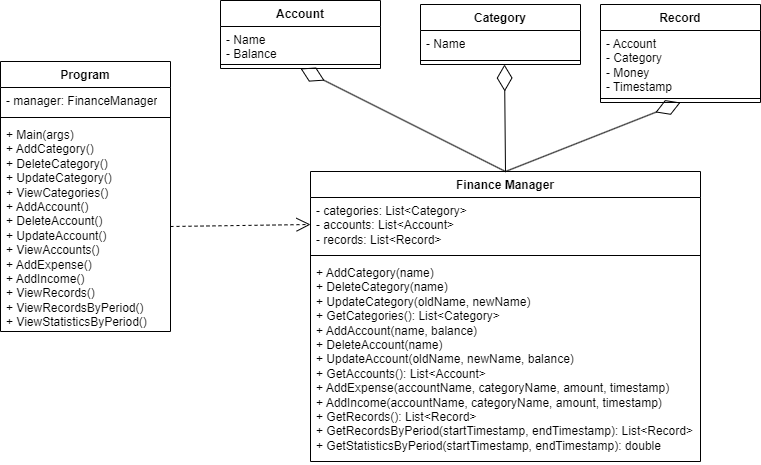 Account
- Name
- Balance
Category
- Name
Record
- Account
- Category
- Money
- Timestamp
Program
- manager: FinanceManager
+ Main(args)
+ AddCategory()
+ DeleteCategory()
+ UpdateCategory()
+ ViewCategories()
+ AddAccount()
+ DeleteAccount()
+ UpdateAccount()
+ ViewAccounts()
+ AddExpense()
+ AddIncome()
+ ViewRecords()
+ ViewRecordsByPeriod()
+ ViewStatisticsByPeriod()
Finance Manager
- categories: List<Category>
- accounts: List<Account>
- records: List<Record>
+ AddCategory(name)
+ DeleteCategory(name)
+ UpdateCategory(oldName, newName)
+ GetCategories(): List<Category>
+ AddAccount(name, balance)
+ DeleteAccount(name)
+ UpdateAccount(oldName, newName, balance)
+ GetAccounts(): List<Account>
+ AddExpense(accountName, categoryName, amount, timestamp)
+ AddIncome(accountName, categoryName, amount, timestamp)
+ GetRecords(): List<Record>
+ GetRecordsByPeriod(startTimestamp, endTimestamp): List<Record>
+ GetStatisticsByPeriod(startTimestamp, endTimestamp): double